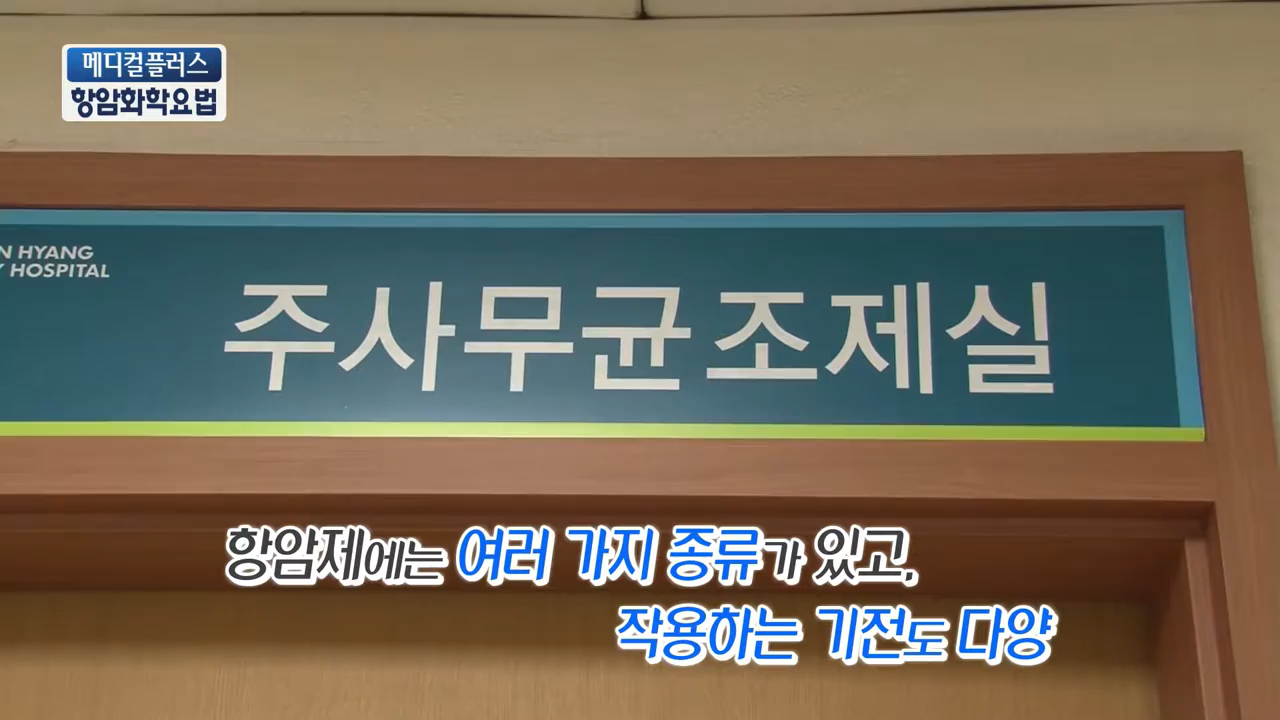 메디컬플러스
항암화학요법
HYANG
HOSPITAL
주사무균조제실
항암제에는 여러 가지 종류가 있고,
작용하는 기전도 다양